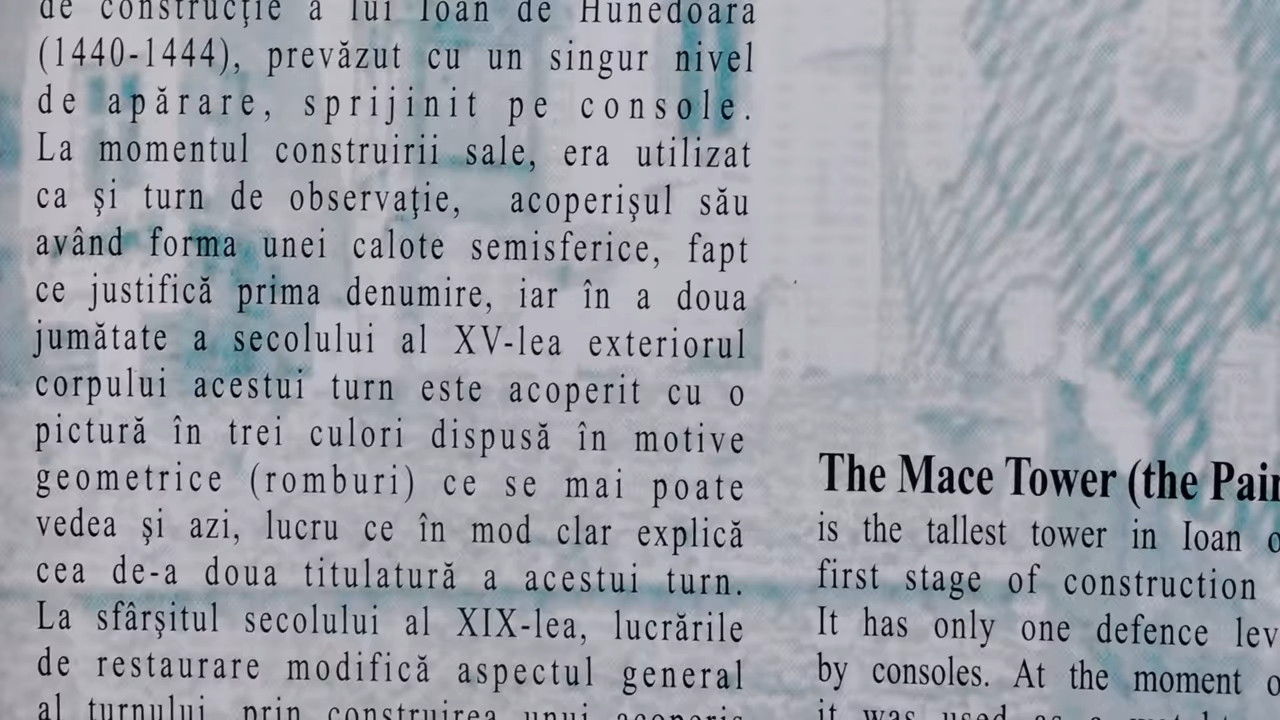 de construcţie a lui Ioan de Hunedoara
(1440-1444), prevăzut cu un singur nivel
de apărare, sprijinit pe console.
La momentul construirii sale, era utilizat
ca şi turn de observaţie, acoperişul său
având forma unei calote semisferice, fapt
ce justifică prima denumire, iar în a doua
jumătate a secolului al XV-lea exteriorul
corpului acestui turn este acoperit cu o
pictură în trei culori dispusă în motive
geometrice (romburi) ce se mai poate
vedea şi azi, lucru ce în mod clar explică
cea de-a doua titulatură a acestui turn.
La sfârşitul secolului al XIX-lea, lucrările
de restaurare modifică aspectul general
al turnului, prin construirea unui
The Mace Tower (the
is the tallest tower in Ioan
first stage of construction
It has only one defence
by consoles. At the moment
it was used as a